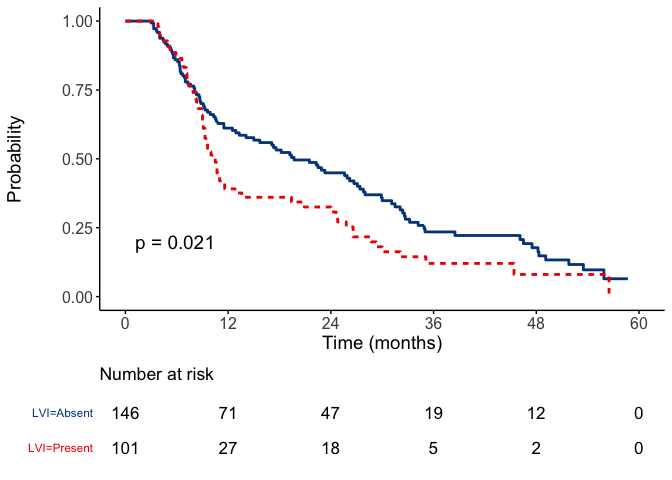 1.00
0.75
0.50
0.25
0.00
Probability
p = 0.021
0 12 24 36 48 60
Time (months)
Number at risk
LVI=Absent 146 71 47 19 12 0
LVI=Present 101 27 18 5 2 0